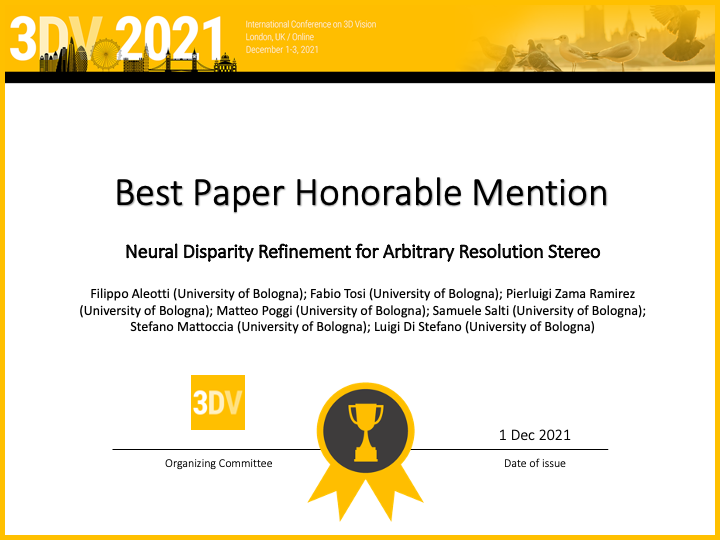 3DV 2021
International Conference on 3D Vision
London, UK / Online
December 1-3, 2021
Best Paper Honorable Mention
Neural Disparity Refinement for Arbitrary Resolution Stereo
Filippo Aleotti (University of Bologna); Fabio Tosi (University of Bologna); Pierluigi Zama Ramirez
(University of Bologna); Matteo Poggi (University of Bologna); Samuele Salti (University of Bologna);
Stefano Mattoccia (University of Bologna); Luigi Di Stefano (University of Bologna)
3DV
1 Dec 2021
Organizing Committee
Date of issue